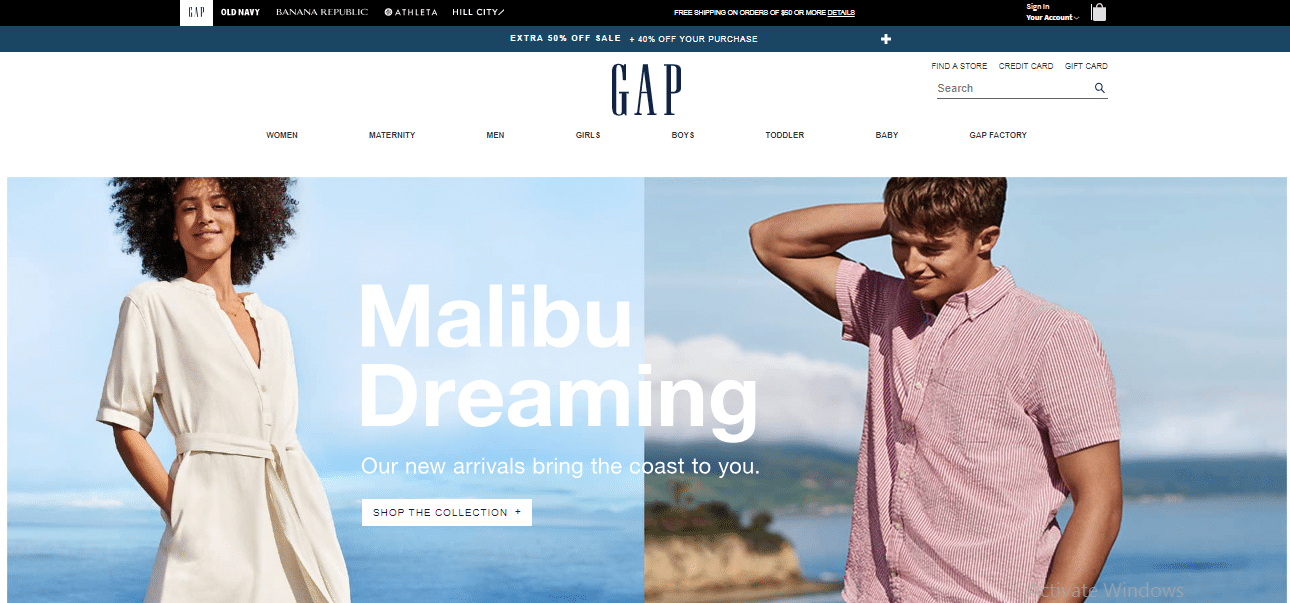 GAP
OLD NAVY
BANANA REPUBLIC
ATHLETA
HILL CITY
FREE SHIPPING ON ORDERS OF $50 OR MORE DETAILS
Sign In
Your Account
EXTRA 50% OFF SALE + 40% OFF YOUR PURCHASE +
GAP
FIND A STORE CREDIT CARD GIFT CARD
Search
WOMEN MATERNITY MEN GIRLS BOYS TODDLER BABY GAP FACTORY
Malibu
Dreaming
Our new arrivals bring the coast to you.
SHOP THE COLLECTION +
Activate Windows